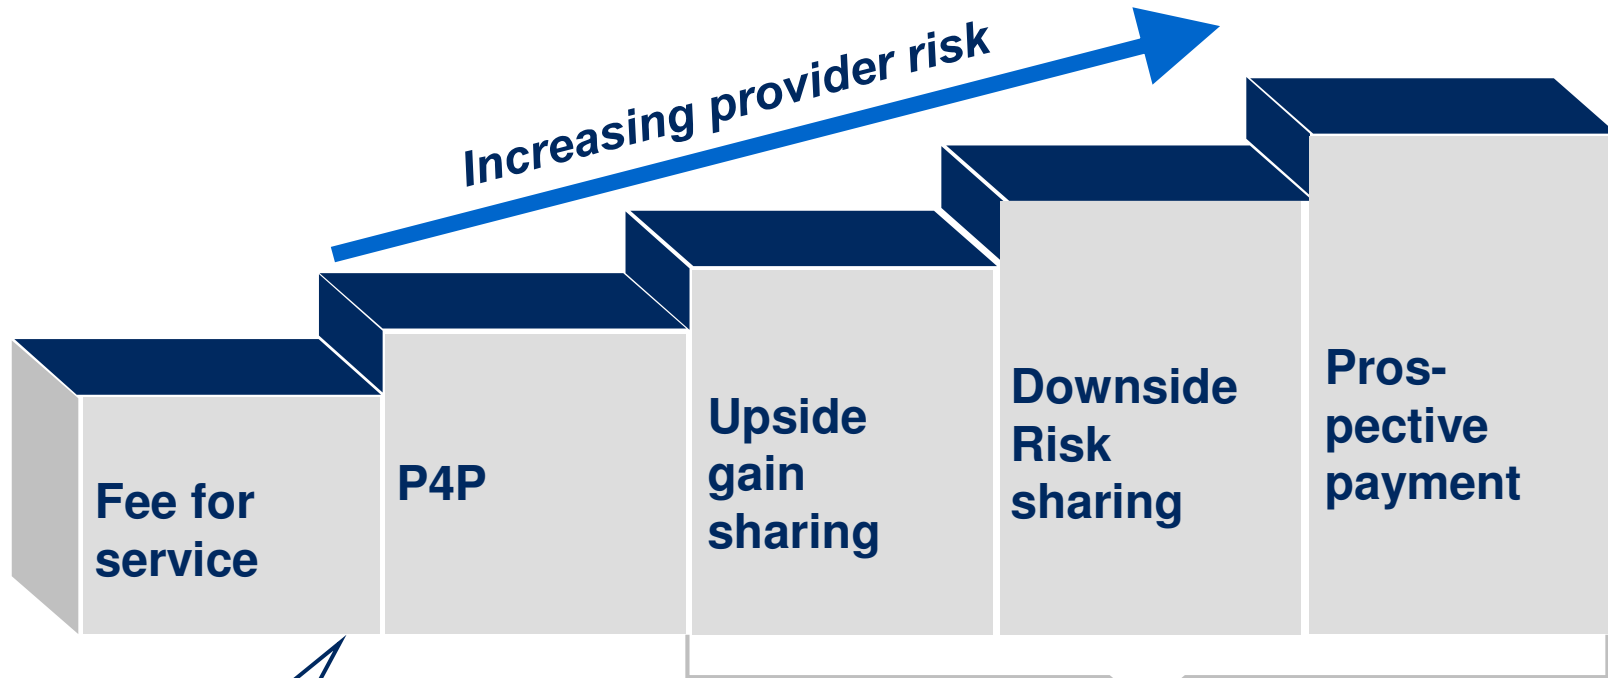 Increasing provider risk
Fee for
service
P4P
Upside
gain
sharing
Downside
Risk
sharing
Pros-
pective
payment